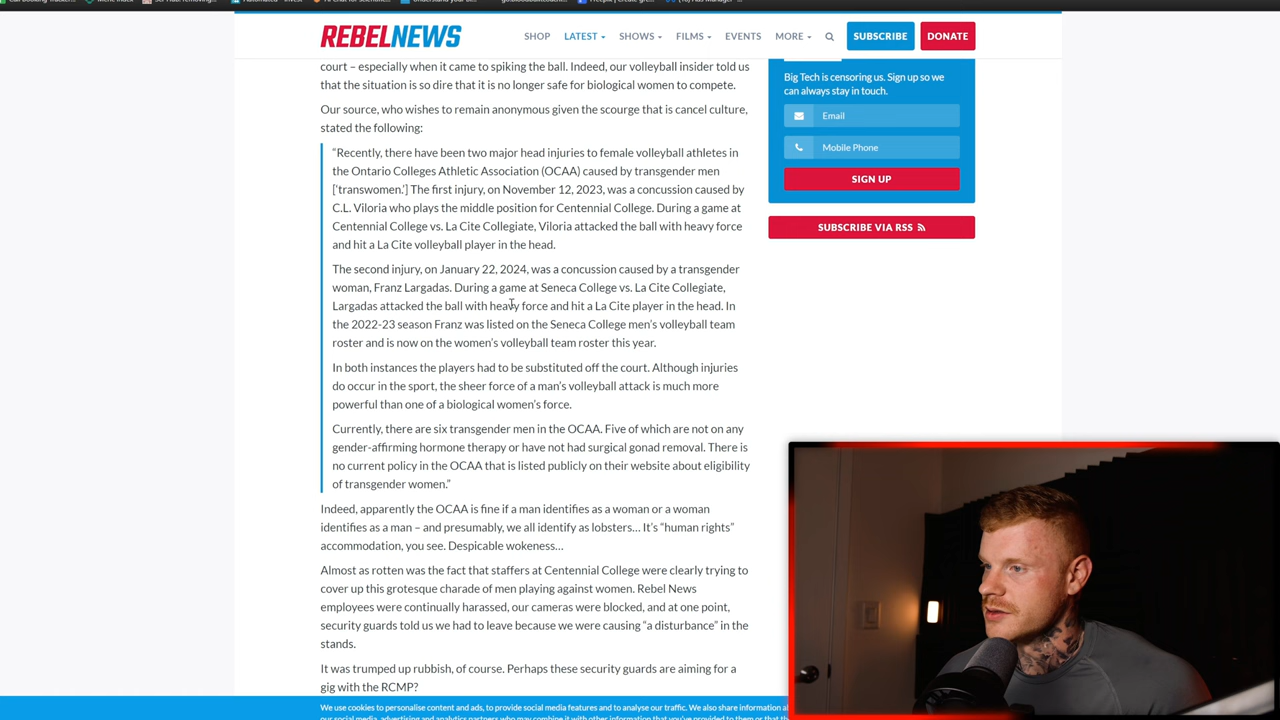 REBELNEWS
SHOP LATEST SHOWS FILMS EVENTS MORE SUBSCRIBE DONATE
court – especially when it came to spiking the ball. Indeed, our volleyball insider told us
that the situation is so dire that it is no longer safe for biological women to compete.
Our source, who wishes to remain anonymous given the scourge that is cancel culture,
stated the following:
“Recently, there have been two major head injuries to female volleyball athletes in
the Ontario Colleges Athletic Association (OCAA) caused by transgender men
[‘transwomen.’] The first injury, on November 12, 2023, was a concussion caused by
C.L. Viloria who plays the middle position for Centennial College. During a game at
Centennial College vs. La Cite Collegiate, Viloria attacked the ball with heavy force
and hit a La Cite volleyball player in the head.
The second injury, on January 22, 2024, was a concussion caused by a transgender
woman, Franz Largadas. During a game at Seneca College vs. La Cite Collegiate,
Largadas attacked the ball with heavy force and hit a La Cite player in the head. In
the 2022-23 season Franz was listed on the Seneca College men’s volleyball team
roster and is now on the women’s volleyball team roster this year.
In both instances the players had to be substituted off the court. Although injuries
do occur in the sport, the sheer force of a man’s volleyball attack is much more
powerful than one of a biological women’s force.
Currently, there are six transgender men in the OCAA. Five of which are not on any
gender-affirming hormone therapy or have not had surgical gonad removal. There is
no current policy in the OCAA that is listed publicly on their website about eligibility
of transgender women.”
Indeed, apparently the OCAA is fine if a man identifies as a woman or a woman
identifies as a man – and presumably, we all identify as lobsters… It’s “human rights”
accommodation, you see. Despicable wokeness…
Almost as rotten was the fact that staffers at Centennial College were clearly trying to
cover up this grotesque charade of men playing against women. Rebel News
employees were continually harassed, our cameras were blocked, and at one point,
security guards told us we had to leave because we were causing “a disturbance” in the
stands.
It was trumped up rubbish, of course. Perhaps these security guards are aiming for a
gig with the RCMP?
Big Tech is censoring us. Sign up so we
can always stay in touch.
Email
Mobile Phone
SIGN UP
SUBSCRIBE VIA RSS
We use cookies to personalise content and ads, to provide social media features and to analyse our traffic. We also share information